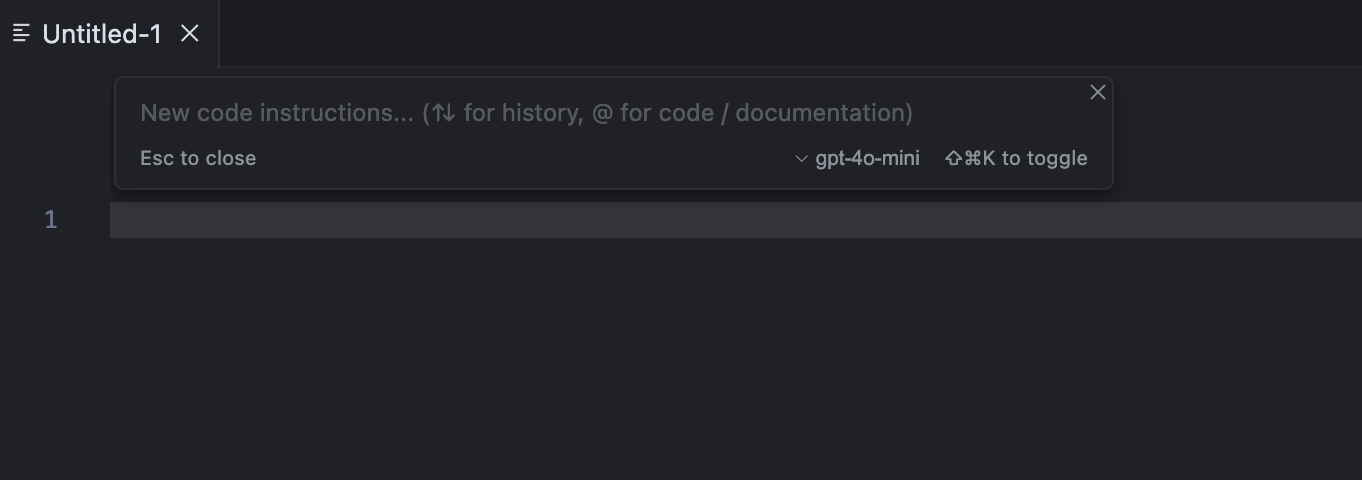 Untitled-1
New code instructions... (⇅ for history, @ for code / documentation)
Esc to close
gpt-4o-mini ⇧⌘K to toggle
1